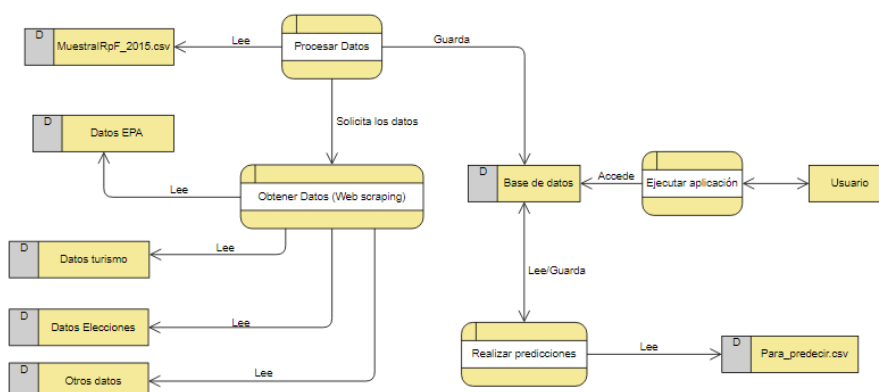 D
MuestraIRpF_2015.csv
Lee
Procesar Datos
Guarda
Solicita los datos
D
Datos EPA
Lee
Obtener Datos (Web scraping)
D
Base de datos
Accede
Ejecutar aplicación
Usuario
D
Datos turismo
Lee
Lee/Guarda
D
Datos Elecciones
Lee
Realizar predicciones
Lee
D
Para_predecir.csv
D
Otros datos
Lee